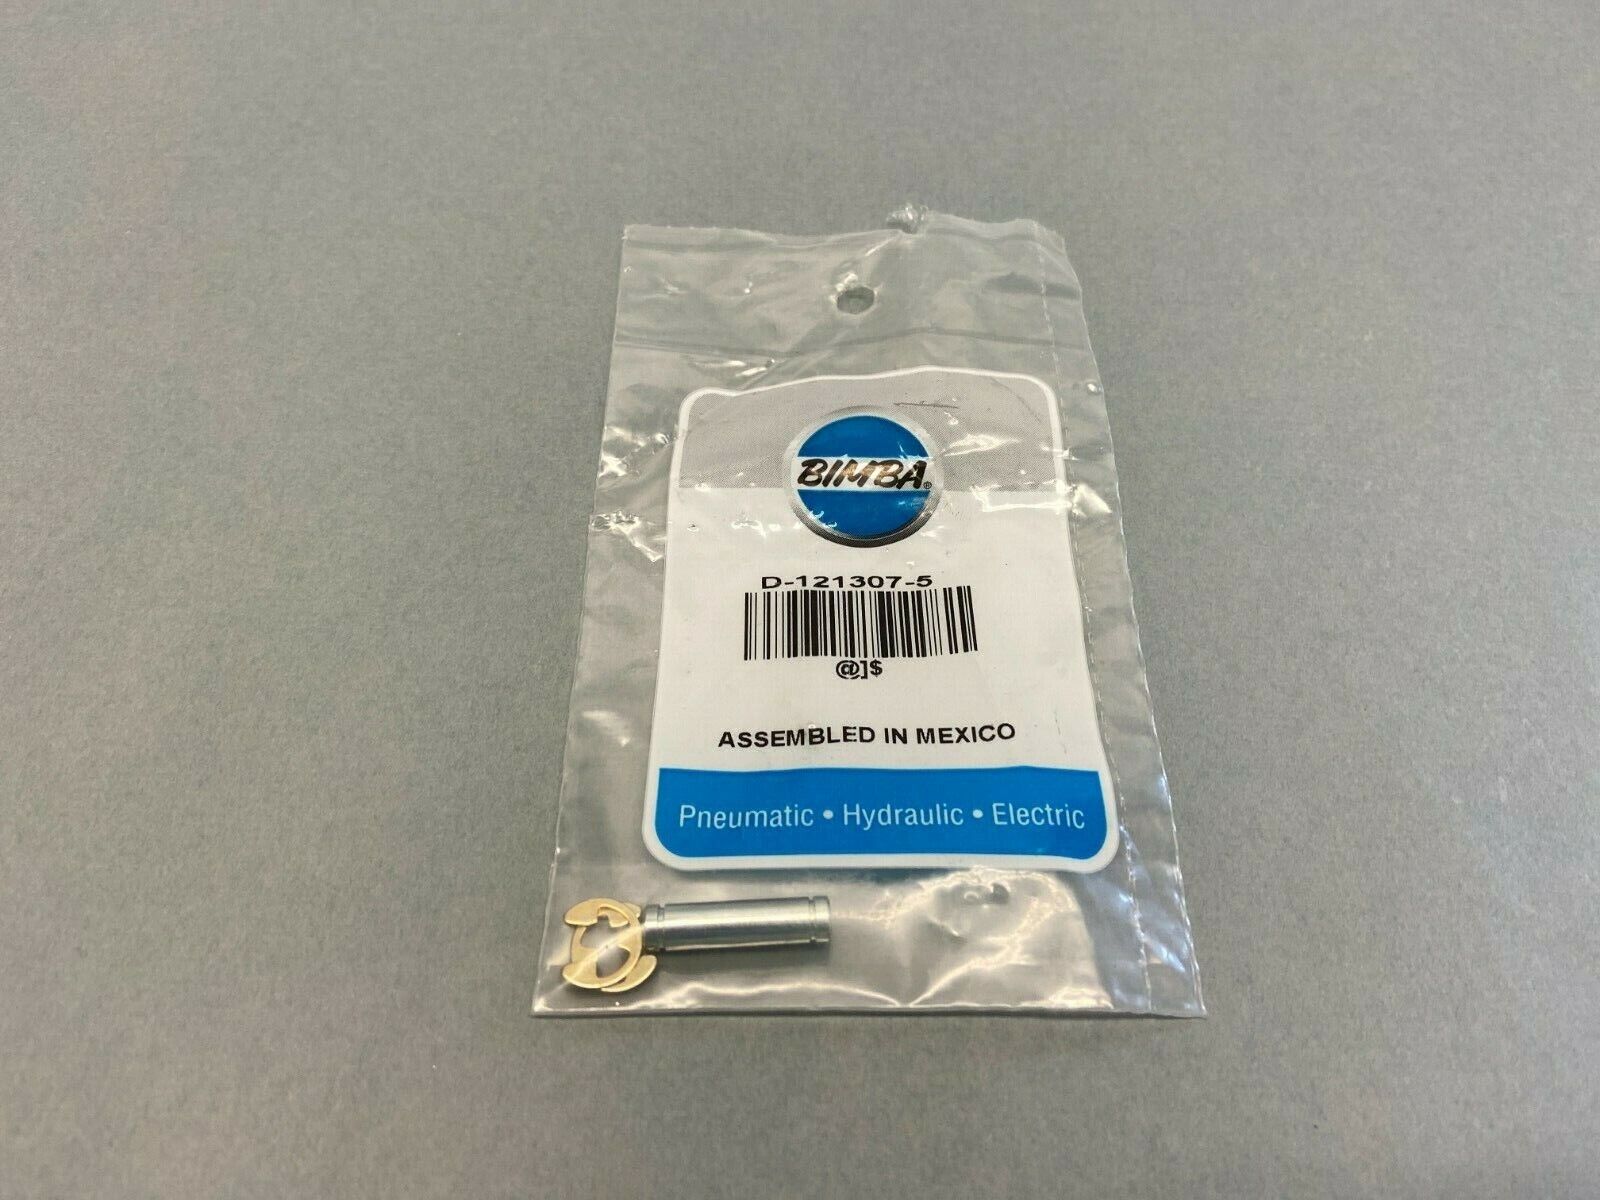 BIMBA®
D-121307-5
@]$
ASSEMBLED IN MEXICO
Pneumatic • Hydraulic • Electric